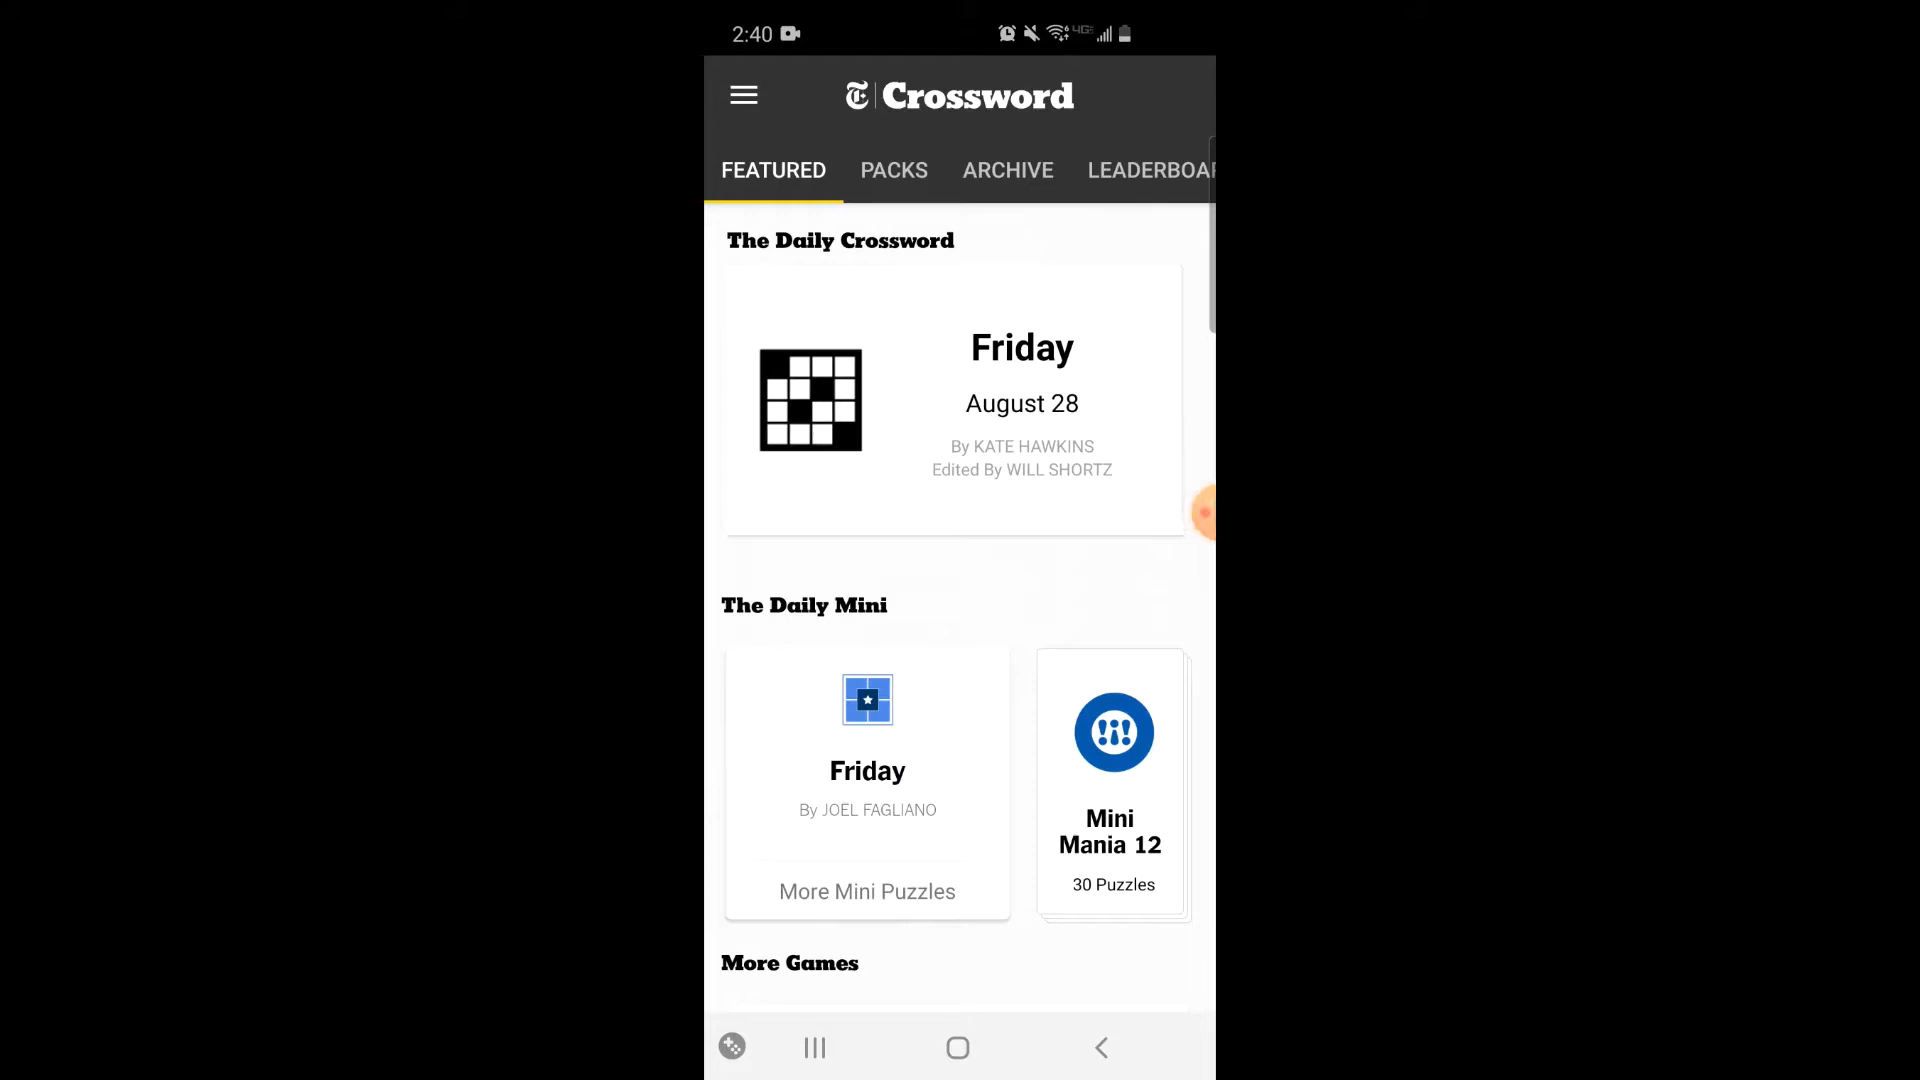 2:40
4GE
Crossword
FEATURED PACKS ARCHIVE LEADERBOAR
The Daily Crossword
Friday
August 28
By KATE HAWKINS
Edited By WILL SHORTZ
The Daily Mini
Friday
By JOEL FAGLIANO
More Mini Puzzles
Mini
Mania 12
30 Puzzles
More Games